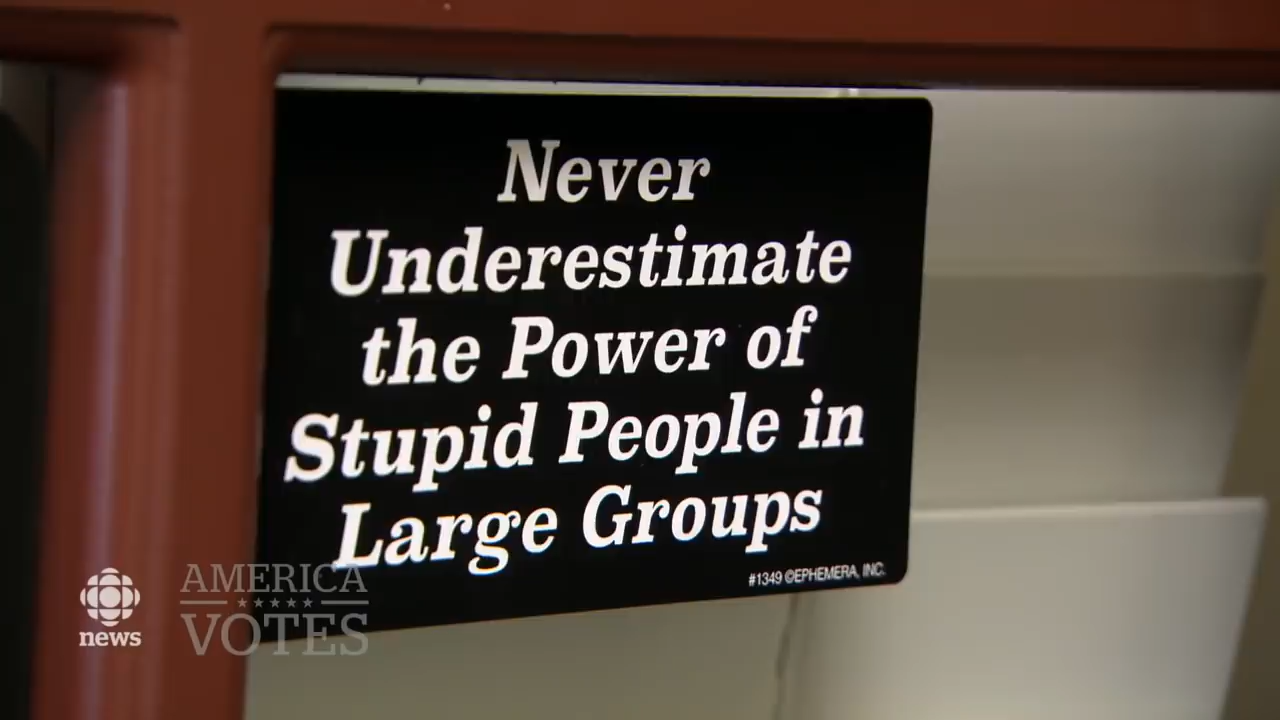 Never
Underestimate
the Power of
Stupid People in
Large Groups
#1349 ©EPHEMERA, INC.
news
AMERICA
VOTES